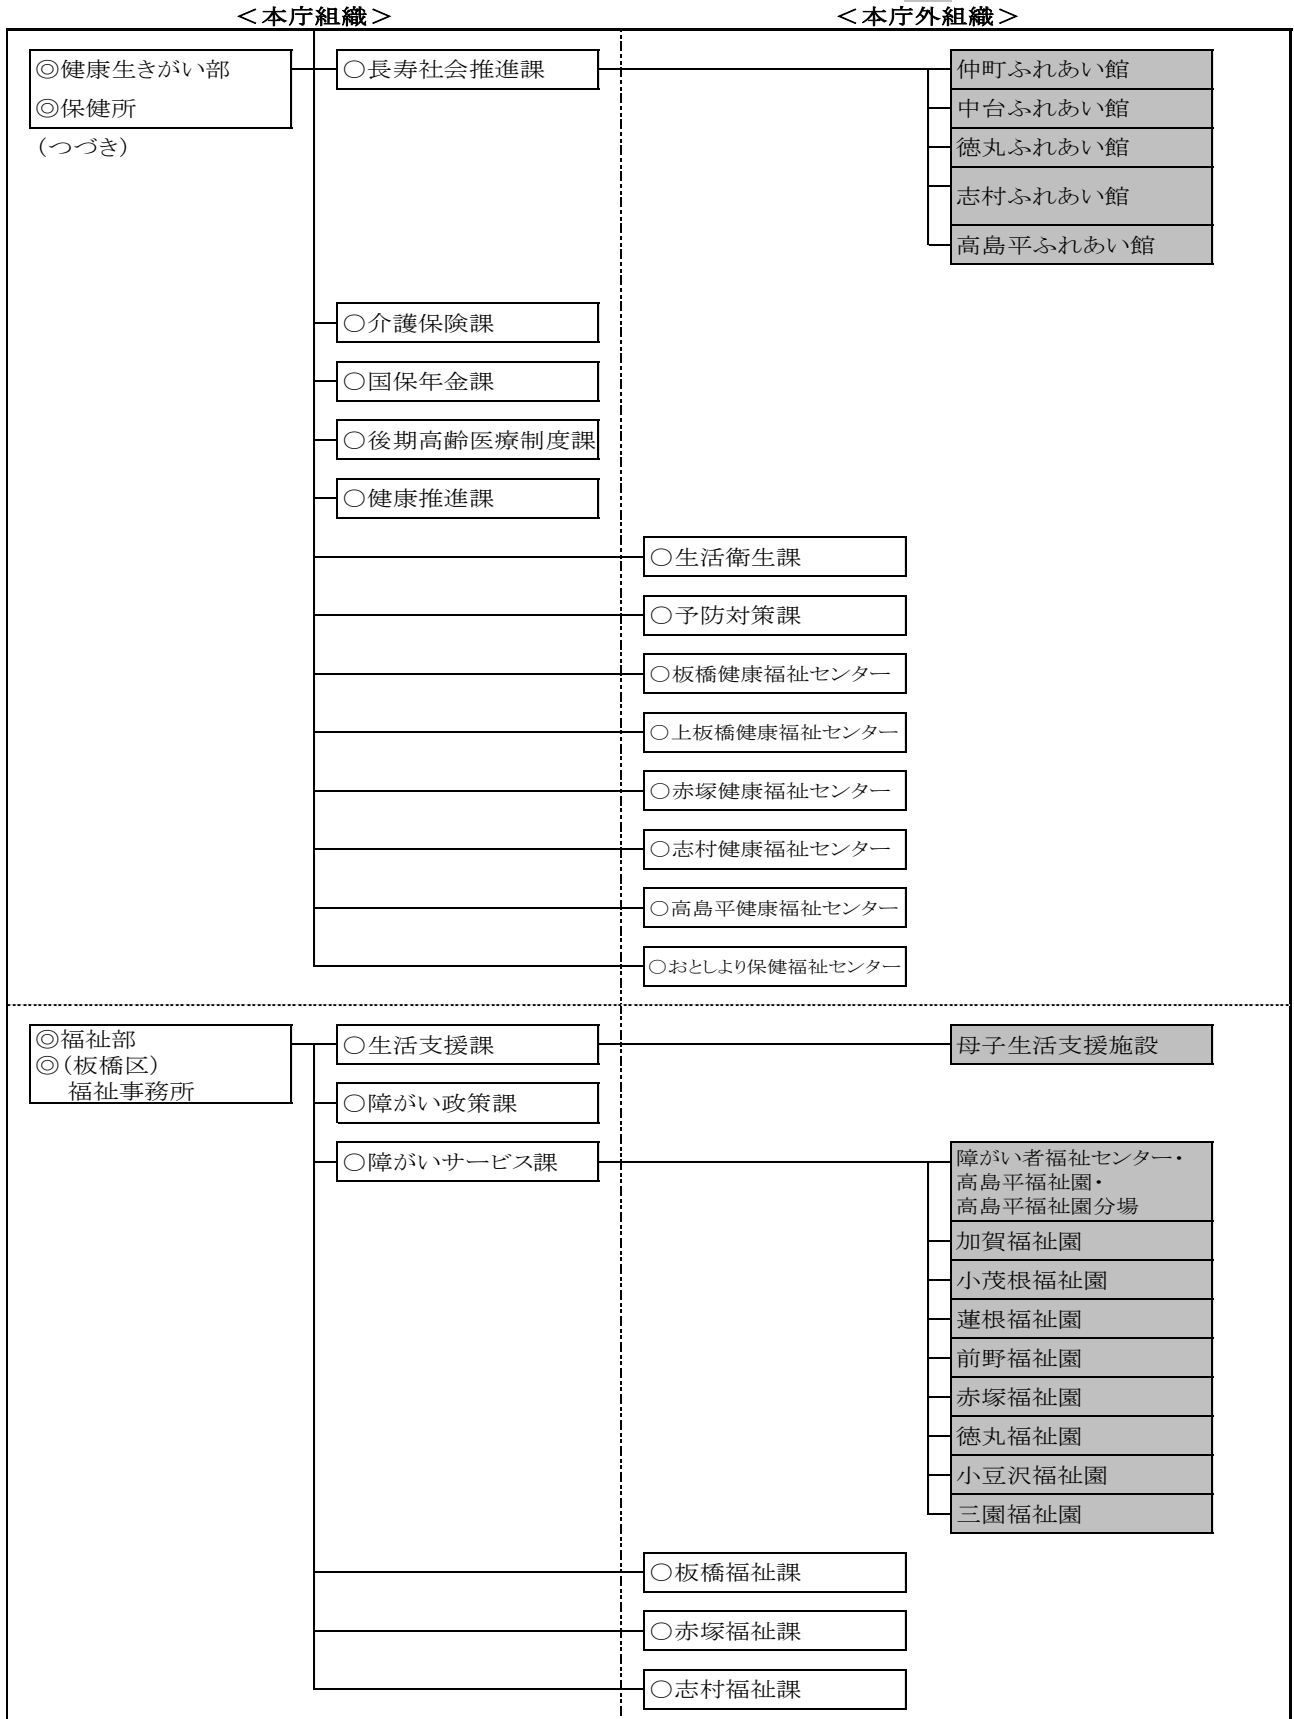 ＜本庁組織＞
＜本庁外組織＞
◎健康生きがい部
◎保健所
（つづき）
○長寿社会推進課
仲町ふれあい館
中台ふれあい館
徳丸ふれあい館
志村ふれあい館
高島平ふれあい館
○介護保険課
○国保年金課
○後期高齢医療制度課
○健康推進課
○生活衛生課
○予防対策課
○板橋健康福祉センター
○上板橋健康福祉センター
○赤塚健康福祉センター
○志村健康福祉センター
○高島平健康福祉センター
○おとしより保健福祉センター
◎福祉部
◎（板橋区）
福祉事務所
○生活支援課
母子生活支援施設
○障がい政策課
○障がいサービス課
障がい者福祉センター・
高島平福祉園・
高島平福祉園分場
加賀福祉園
小茂根福祉園
蓮根福祉園
前野福祉園
赤塚福祉園
徳丸福祉園
小豆沢福祉園
三園福祉園
○板橋福祉課
○赤塚福祉課
○志村福祉課